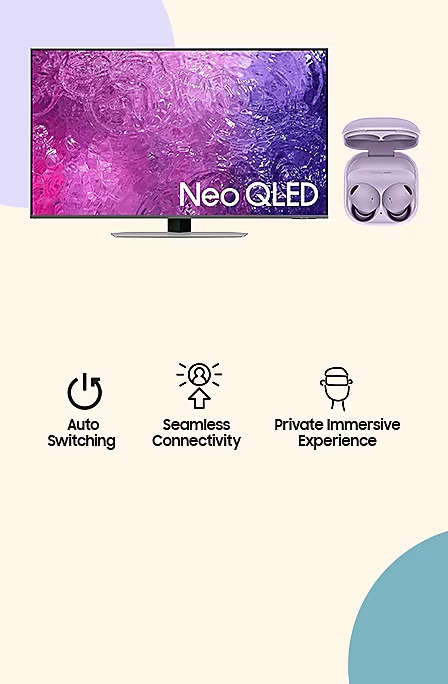 Neo QLED
Auto
Switching
Seamless
Connectivity
Private Immersive
Experience